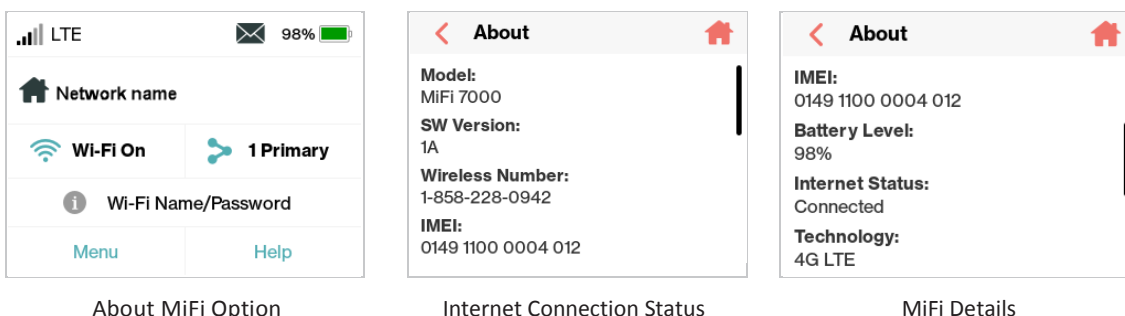 LTE
98%
Network name
Wi-Fi On
1 Primary
i
Wi-Fi Name/Password
Menu
Help
About MiFi Option
About
Model:
MiFi 7000
SW Version:
1A
Wireless Number:
1-858-228-0942
IMEI:
0149 1100 0004 012
Internet Connection Status
About
IMEI:
0149 1100 0004 012
Battery Level:
98%
Internet Status:
Connected
Technology:
4G LTE
MiFi Details